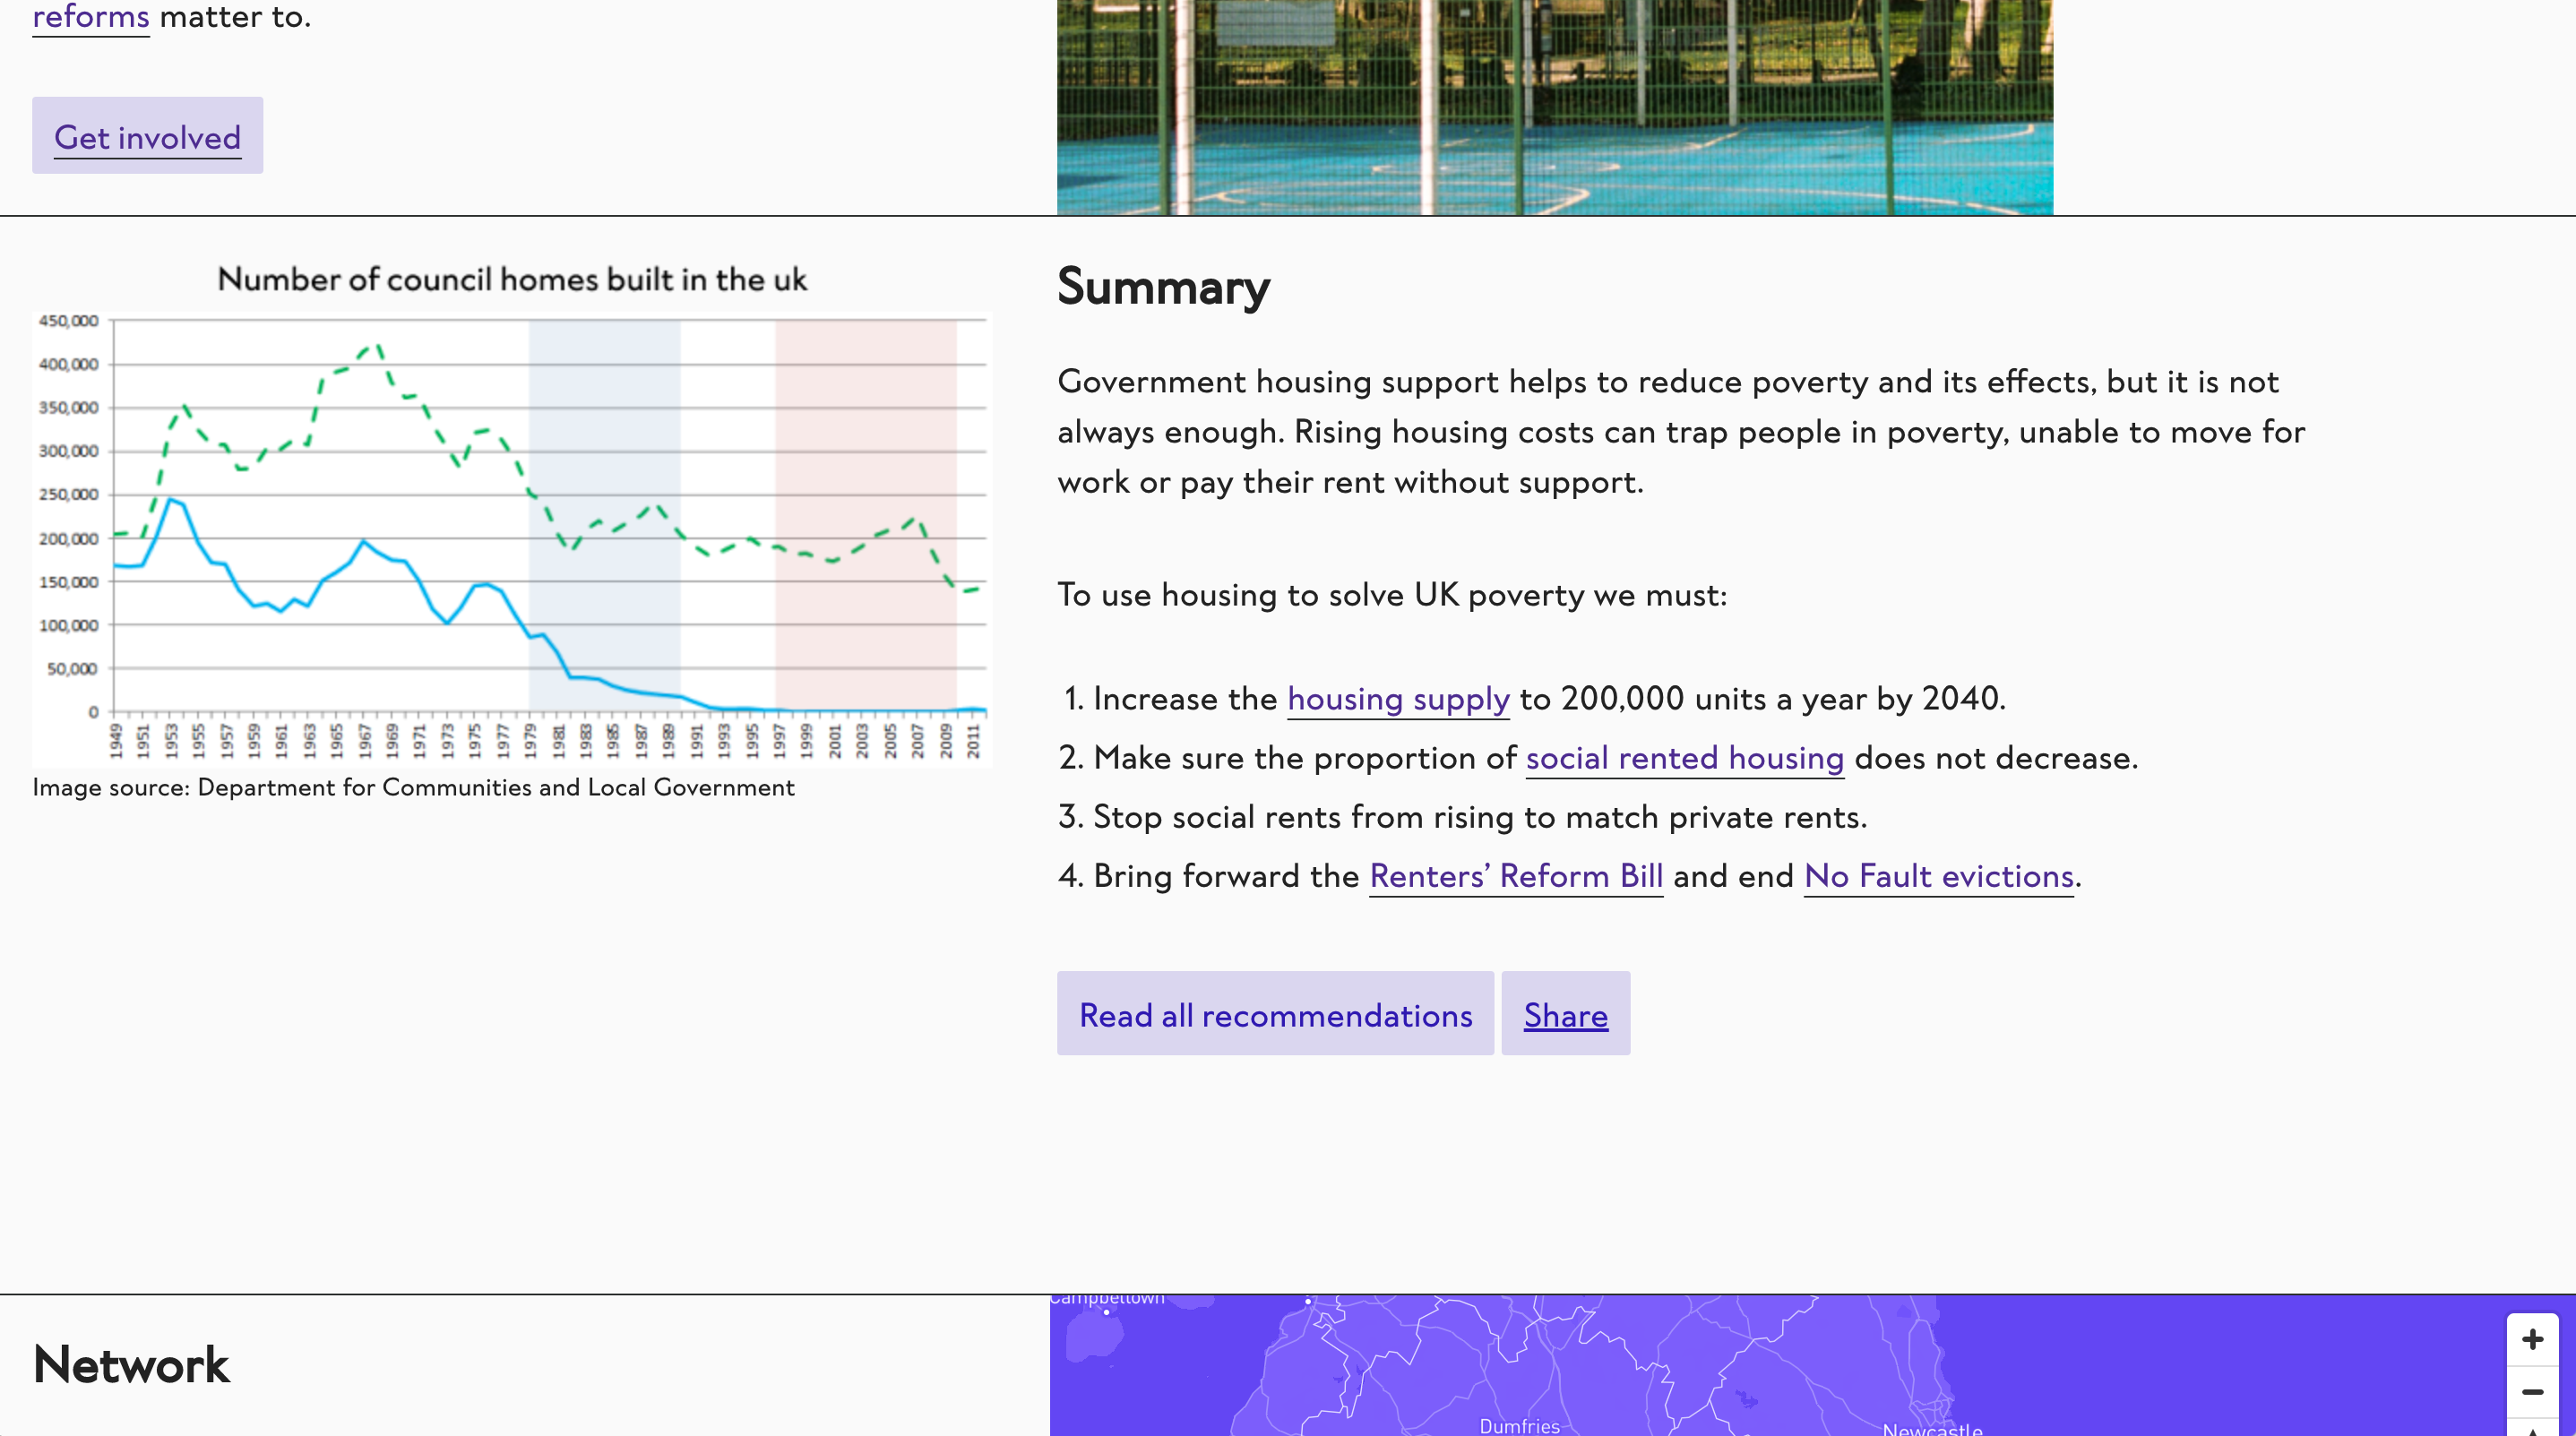 reforms matter to.
Get involved
Number of council homes built in the uk
450,000
400,000
350,000
300,000
250,000
200,000
150,000
100,000
50,000
0
1949 1951 1953 1955 1957 1959 1961 1963 1965 1967 1969 1971 1973 1975 1977 1979 1981 1983 1985 1987 1989 1991 1993 1995 1997 1999 2001 2003 2005 2007 2009 2011
Image source: Department for Communities and Local Government
Summary
Government housing support helps to reduce poverty and its effects, but it is not
always enough. Rising housing costs can trap people in poverty, unable to move for
work or pay their rent without support.
To use housing to solve UK poverty we must:
1. Increase the housing supply to 200,000 units a year by 2040.
2. Make sure the proportion of social rented housing does not decrease.
3. Stop social rents from rising to match private rents.
4. Bring forward the Renters’ Reform Bill and end No Fault evictions.
Read all recommendations
Share
Network
Campbeltown
Dumfries
Newcastle